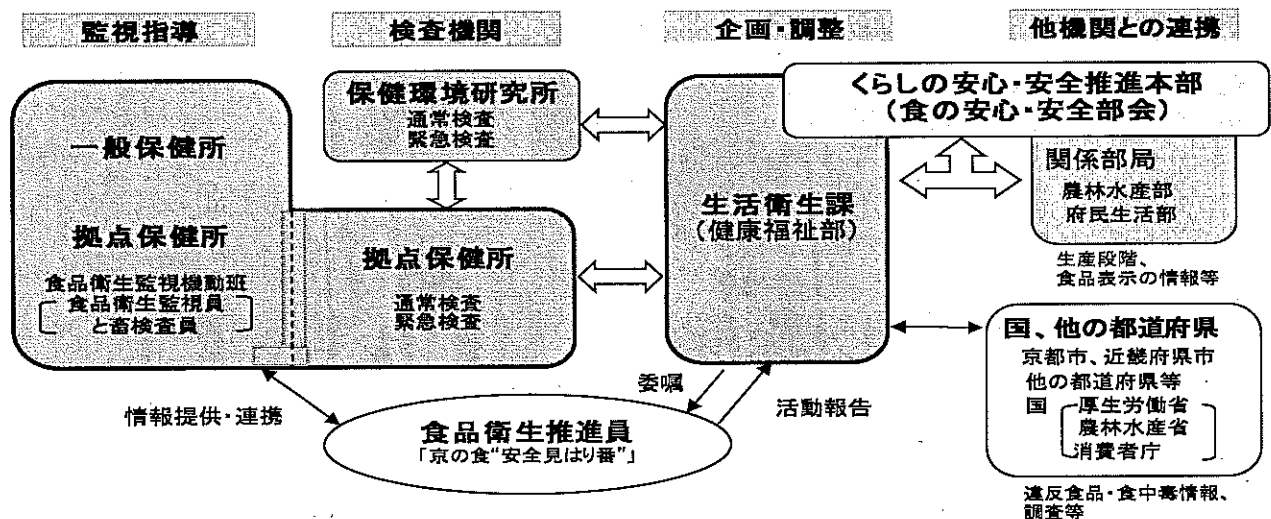 監視指導
検査機関
企画・調整
他機関との連携
一般保健所
拠点保健所
食品衛生監視機動班
食品衛生監視員
と畜検査員
保健環境研究所
通常検査
緊急検査
拠点保健所
通常検査
緊急検査
生活衛生課
(健康福祉部)
くらしの安心・安全推進本部
(食の安心・安全部会)
関係部局
農林水産部
府民生活部
生産段階、
食品表示の情報等
国、他の都道府県
京都市、近畿府県市
他の都道府県等
国 厚生労働省
農林水産省
消費者庁
違反食品・食中毒情報、
調査等
情報提供・連携
委嘱
活動報告
食品衛生推進員
「京の食“安全見はり番”」